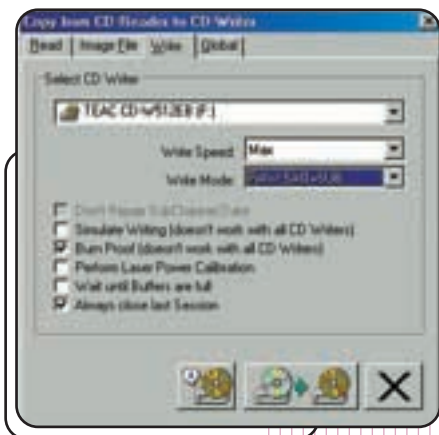 Copy from CD Reader to CD Writer
Read Image File Write Global
Select CD Writer
TEAC CD-W512EB (F:)
Write Speed: Max
Write Mode: SAO+SUB
Don't Repair SubChannel Data
Simulate Writing (doesn't work with all CD Writers)
Burn Proof (doesn't work with all CD Writers)
Perform Laser Power Calibration
Wait until Buffers are full
Always close last Session